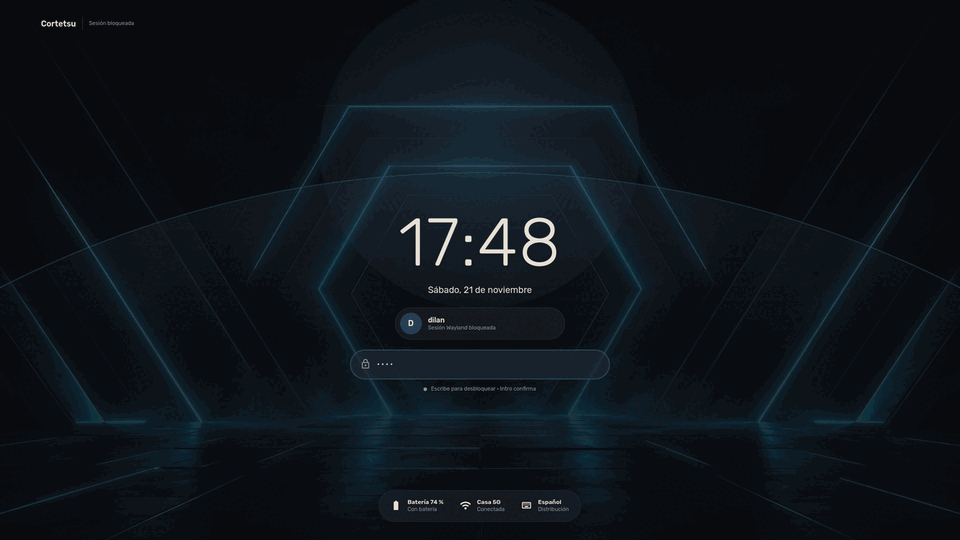 Cortetsu
Sesión bloqueada
17:48
Sábado, 21 de noviembre
D
dilan
Sesión Wayland bloqueada
••••
Escribe para desbloquear • Intro confirma
Batería 74 %
Con batería
Casa 5G
Conectada
Español
Distribución